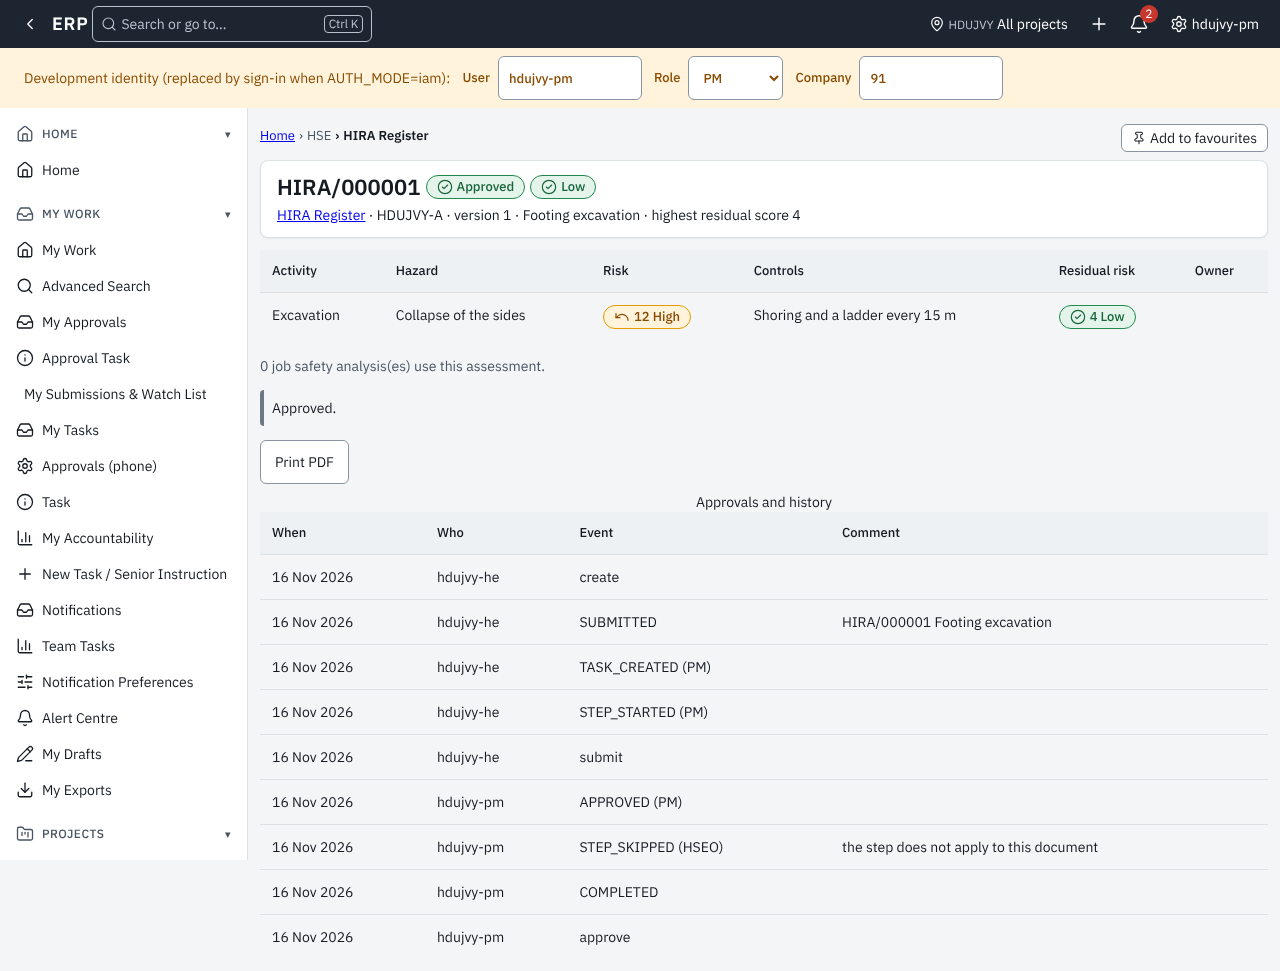 ERP
Search or go to...
Ctrl K
HDUJVY All projects
2
hdujvy-pm
Development identity (replaced by sign-in when AUTH_MODE=iam):
User
hdujvy-pm
Role
PM
Company
91
HOME
Home
MY WORK
My Work
Advanced Search
My Approvals
Approval Task
My Submissions & Watch List
My Tasks
Approvals (phone)
Task
My Accountability
New Task / Senior Instruction
Notifications
Team Tasks
Notification Preferences
Alert Centre
My Drafts
My Exports
PROJECTS
Home › HSE › HIRA Register
Add to favourites
HIRA/000001 Approved Low
HIRA Register · HDUJVY-A · version 1 · Footing excavation · highest residual score 4
Activity Hazard Risk Controls Residual risk Owner
Excavation Collapse of the sides 12 High Shoring and a ladder every 15 m 4 Low
0 job safety analysis(es) use this assessment.
Approved.
Print PDF
Approvals and history
When Who Event Comment
16 Nov 2026 hdujvy-he create
16 Nov 2026 hdujvy-he SUBMITTED HIRA/000001 Footing excavation
16 Nov 2026 hdujvy-he TASK_CREATED (PM)
16 Nov 2026 hdujvy-he STEP_STARTED (PM)
16 Nov 2026 hdujvy-he submit
16 Nov 2026 hdujvy-pm APPROVED (PM)
16 Nov 2026 hdujvy-pm STEP_SKIPPED (HSEO) the step does not apply to this document
16 Nov 2026 hdujvy-pm COMPLETED
16 Nov 2026 hdujvy-pm approve